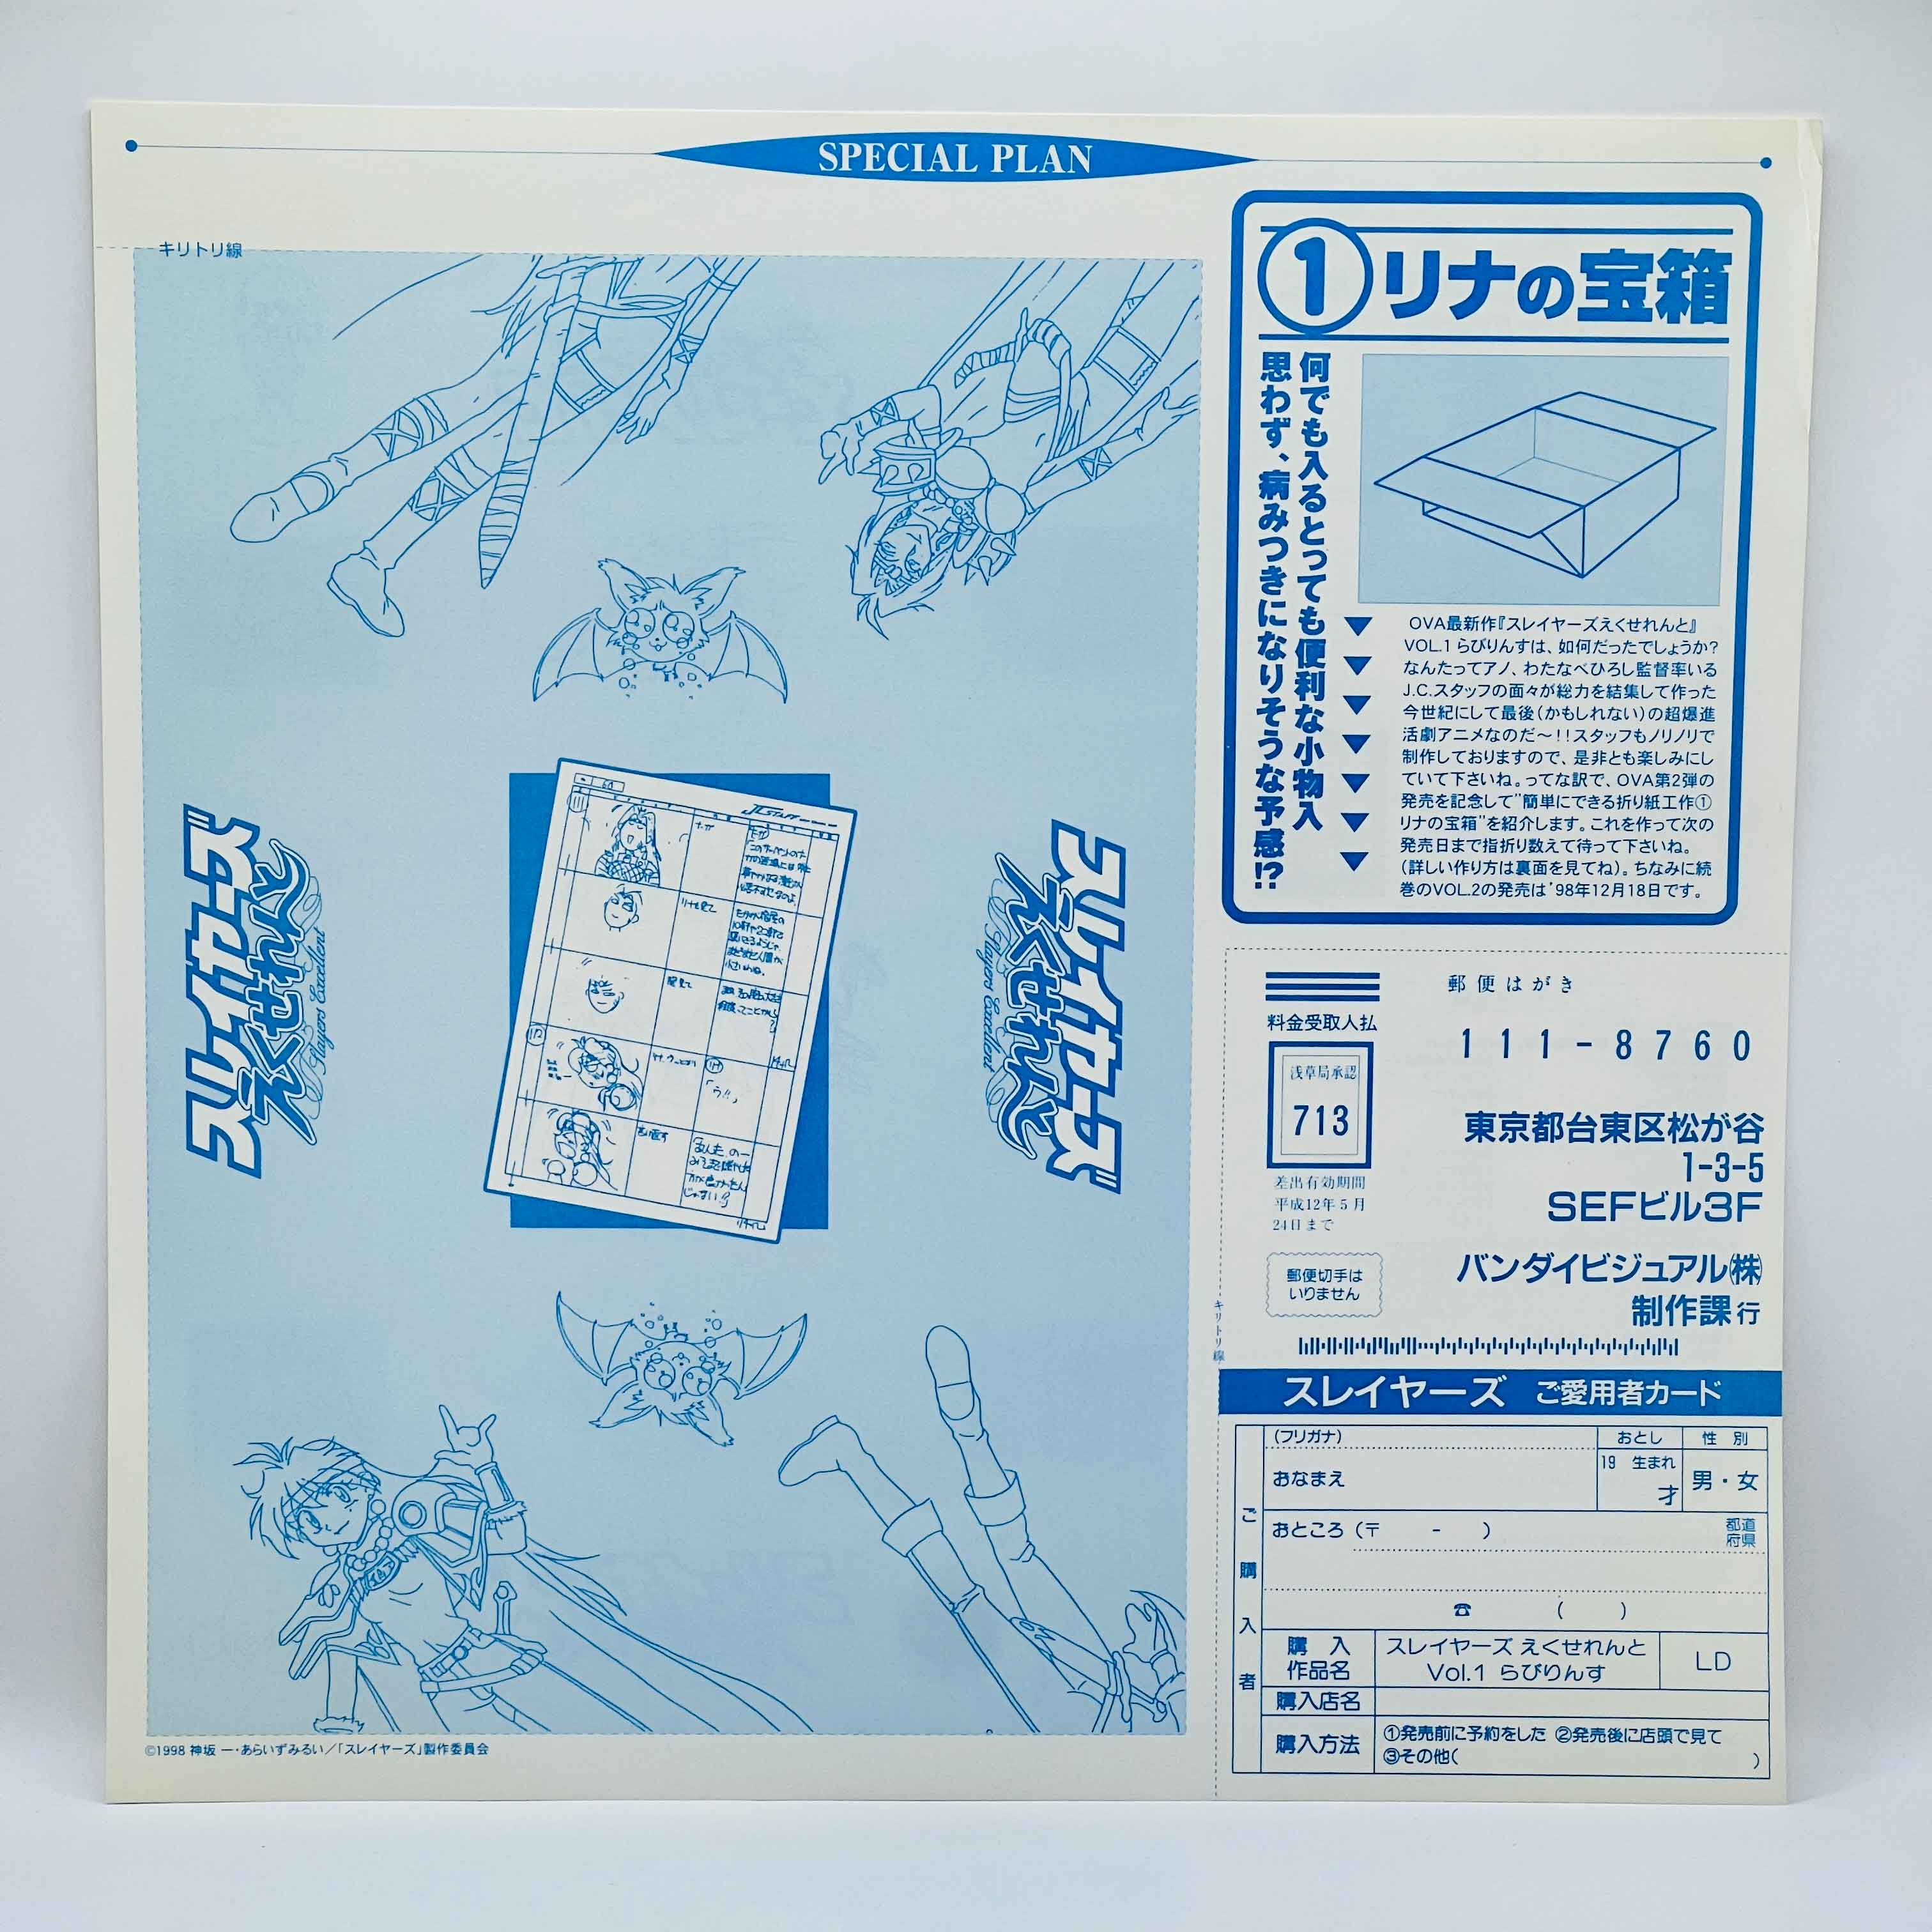 SPECIAL PLAN
キリトリ線
①リナの宝箱
何でも入るとっても便利な小物入
思わず、病みつきになりそうな予感!?
OVA最新作『スレイヤーズえくせれんと』
VOL.1 らびりんすは、如何だったでしょうか?
なんたってアノ、わたなべひろし監督率いる
J.C.スタッフの面々が総力を結集して作った
今世紀にして最後(かもしれない)の超爆進
活劇アニメなのだ〜!!スタッフもノリノリで
制作しておりますので、是非とも楽しみにし
ていて下さいね。ってな訳で、OVA第2弾の
発売を記念して"簡単にできる折り紙工作①
リナの宝箱"を紹介します。これを作って次の
発売日まで指折り数えて待って下さいね。
(詳しい作り方は裏面を見てね)。ちなみに続
巻のVOL.2の発売は'98年12月18日です。
スレイヤーズ
えくせれんと
Slayers Excellent
スレイヤーズ
えくせれんと
Slayers Excellent
J.C.STAFF
©1998 神坂 一・あらいずみるい/「スレイヤーズ」製作委員会
郵便はがき
料金受取人払
111-8760
浅草局承認
713
差出有効期間
平成12年5月
24日まで
郵便切手は
いりません
東京都台東区松が谷
1-3-5
SEFビル3F
バンダイビジュアル㈱
制作課 行
キリトリ線
スレイヤーズ ご愛用者カード
ご購入者
(フリガナ)
おなまえ
おとし
19 生まれ
才
性 別
男・女
おところ(〒 - )
都道
府県
☎ ( )
購 入
作品名
スレイヤーズ えくせれんと
Vol.1 らびりんす
LD
購入店名
購入方法
①発売前に予約をした ②発売後に店頭で見て
③その他( )